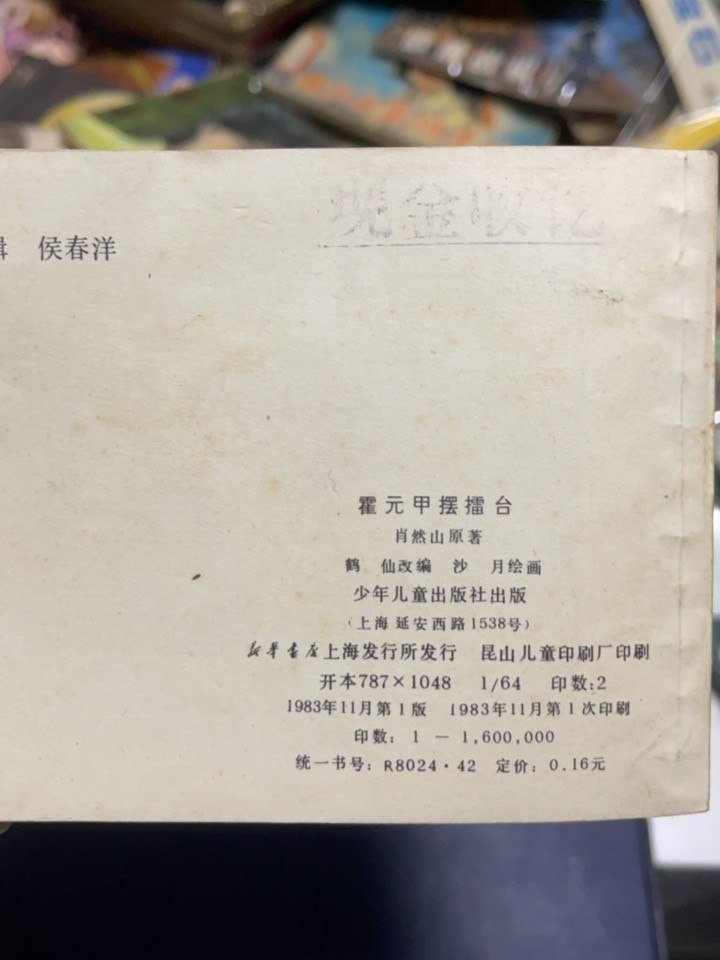 现金收讫
辑 侯春洋
霍元甲摆擂台
肖然山原著
鹤 仙改编 沙 月绘画
少年儿童出版社出版
(上海 延安西路1538号)
新华书店上海发行所发行 昆山儿童印刷厂印刷
开本787×1048 1/64 印数:2
1983年11月第1版 1983年11月第1次印刷
印数: 1 — 1,600,000
统一书号: R8024·42 定价: 0.16元